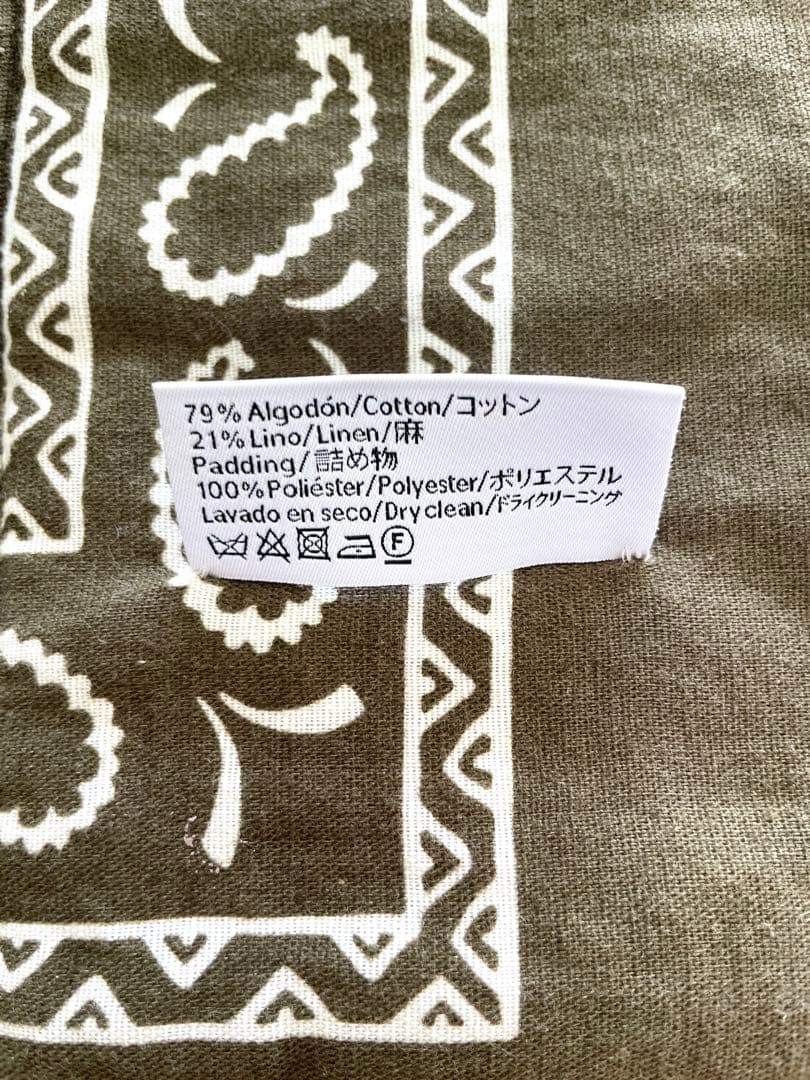 79% Algodón/Cotton/コットン
21% Lino/Linen/麻
Padding/詰め物
100% Poliéster/Polyester/ポリエステル
Lavado en seco/Dry clean/ドライクリーニング
F